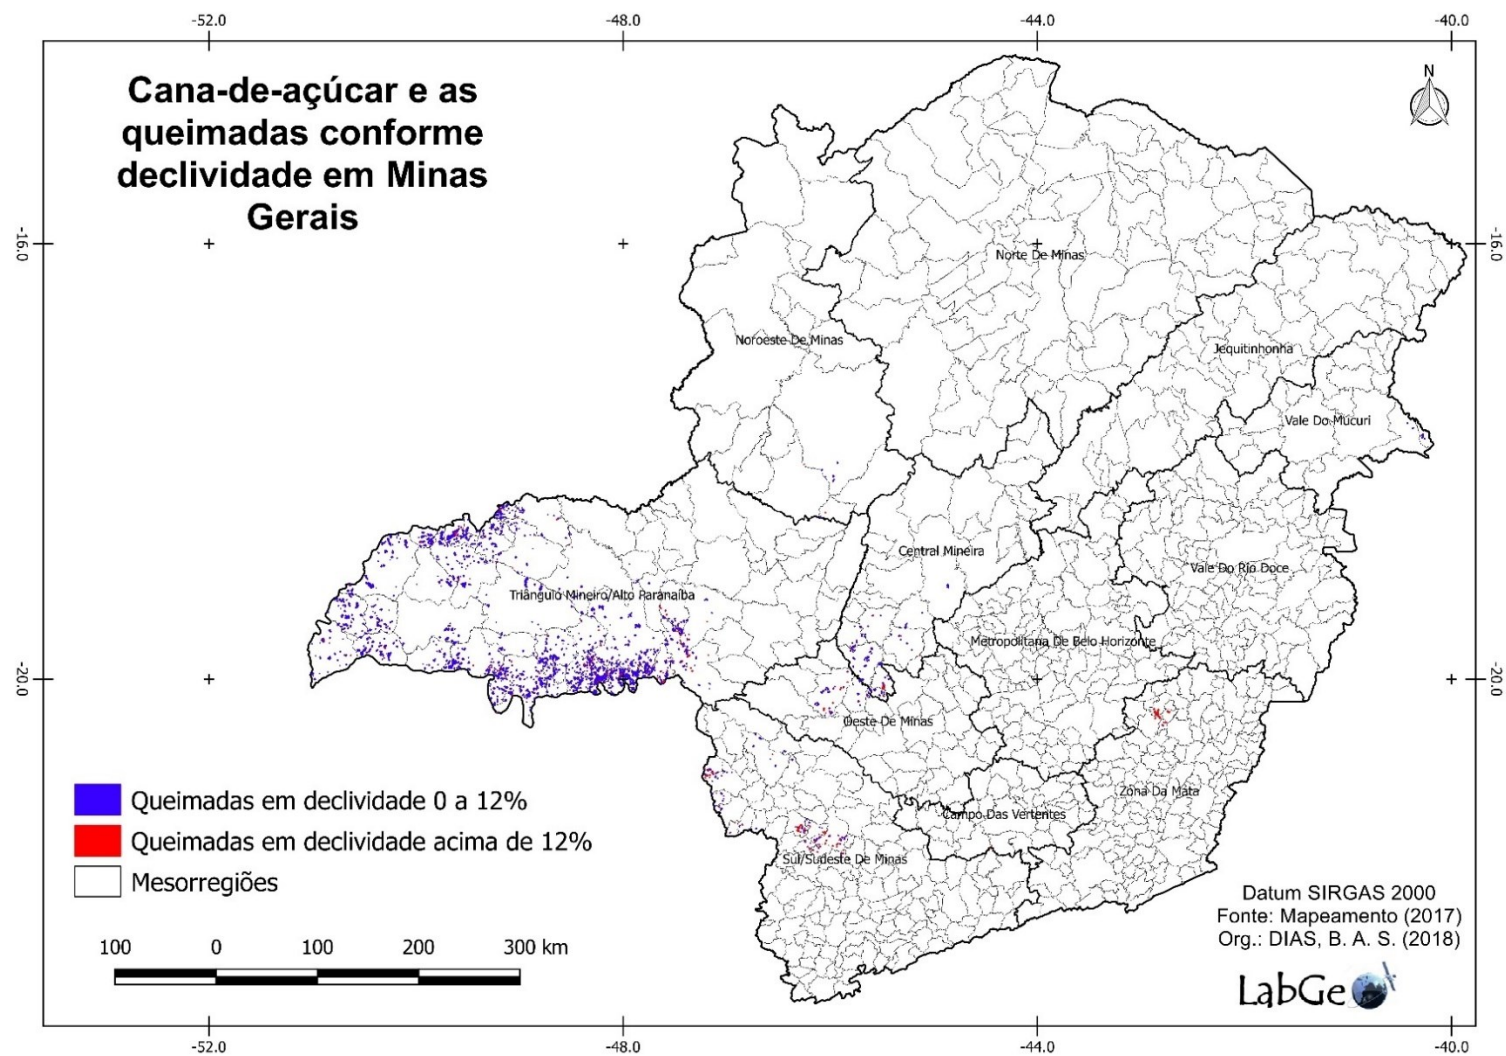 -52.0
-48.0
-44.0
-40.0
Cana-de-açúcar e as
queimadas conforme
declividade em Minas
Gerais
N
-16.0
-16.0
Norte De Minas
Noroeste De Minas
Jequitinhonha
Vale Do Mucuri
Central Mineira
Vale Do Rio Doce
Triângulo Mineiro/Alto Paranaíba
Metropolitana De Belo Horizonte
-20.0
-20.0
Oeste De Minas
Zona Da Mata
Campo Das Vertentes
Sul/Sudeste De Minas
Queimadas em declividade 0 a 12%
Queimadas em declividade acima de 12%
Mesorregiões
Datum SIRGAS 2000
Fonte: Mapeamento (2017)
Org.: DIAS, B. A. S. (2018)
100 0 100 200 300 km
LabGeo
-52.0
-48.0
-44.0
-40.0